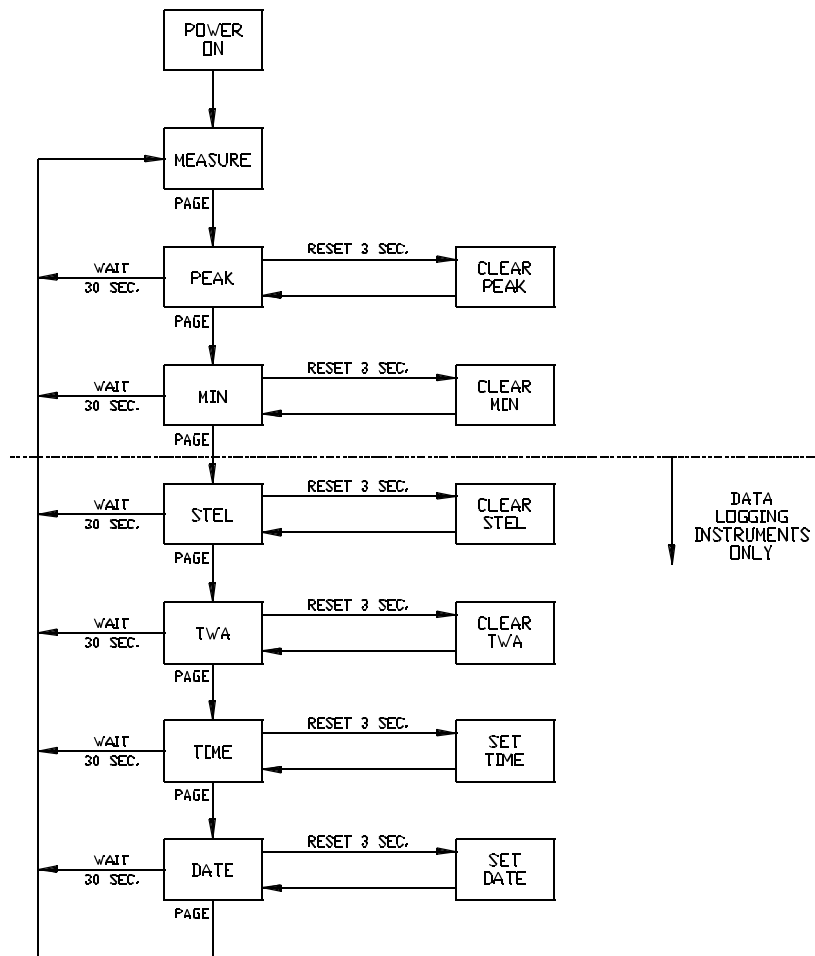 POWER
ON
MEASURE
PAGE
RESET 3 SEC.
WAIT
30 SEC.
PEAK
CLEAR
PEAK
PAGE
RESET 3 SEC.
WAIT
30 SEC.
MIN
CLEAR
MIN
PAGE
RESET 3 SEC.
WAIT
30 SEC.
STEL
CLEAR
STEL
DATA
LOGGING
INSTRUMENTS
ONLY
PAGE
RESET 3 SEC.
WAIT
30 SEC.
TWA
CLEAR
TWA
PAGE
RESET 3 SEC.
WAIT
30 SEC.
TIME
SET
TIME
PAGE
RESET 3 SEC.
WAIT
30 SEC.
DATE
SET
DATE
PAGE